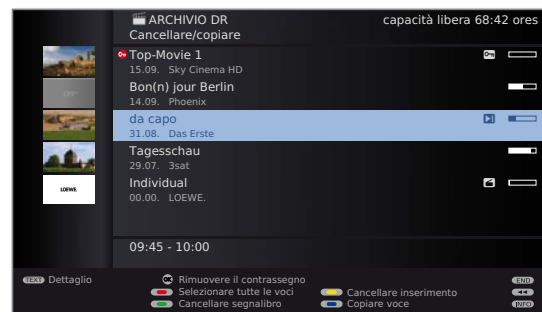 ARCHIVIO DR capacità libera 68:42 ores
Cancellare/copiare
Top-Movie 1
15.09. Sky Cinema HD
Bon(n) jour Berlin
14.09. Phoenix
da capo
31.08. Das Erste
Tagesschau
29.07. 3sat
LOEWE.
Individual
00.00. LOEWE.
09:45 - 10:00
TEXT Dettaglio OK Rimuovere il contrassegno END
Selezionare tutte le voci Cancellare inserimento
Cancellare segnalibro Copiare voce INFO